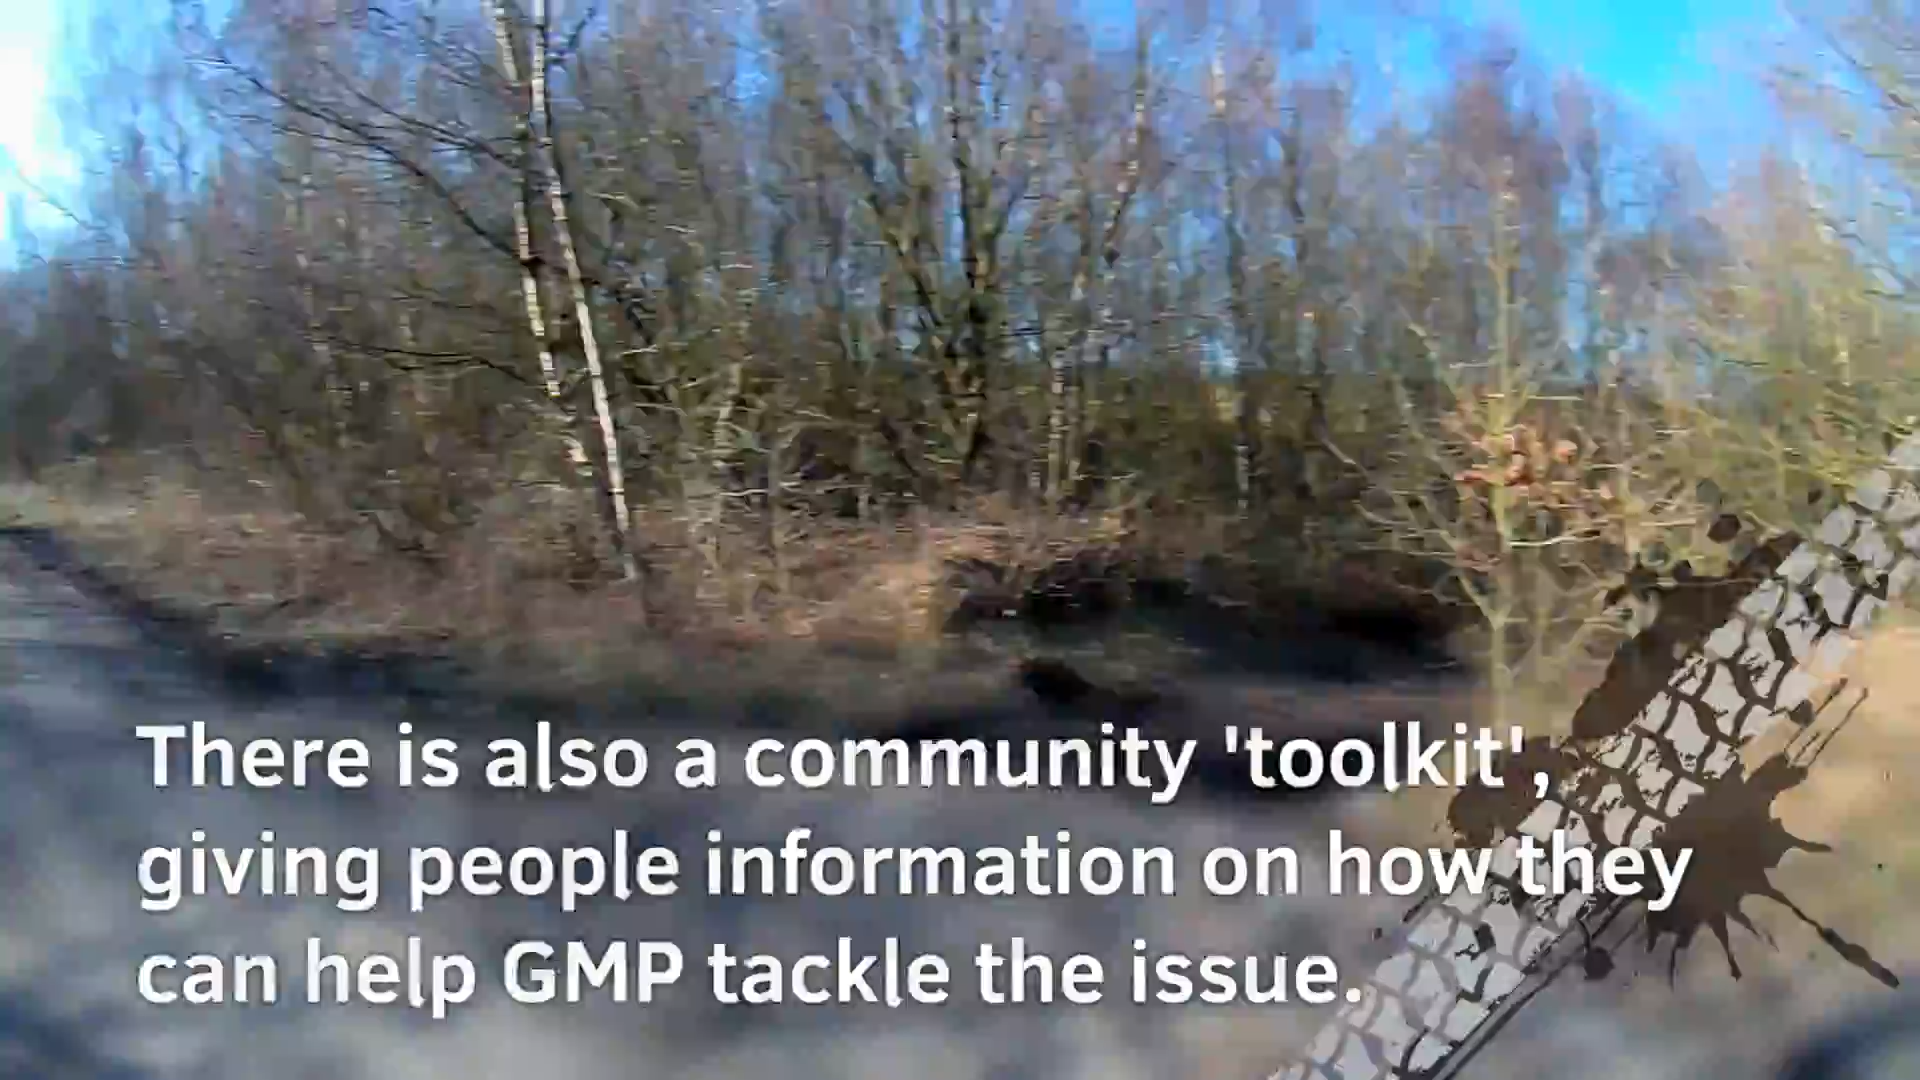 There is also a community 'toolkit',
giving people information on how they
can help GMP tackle the issue.